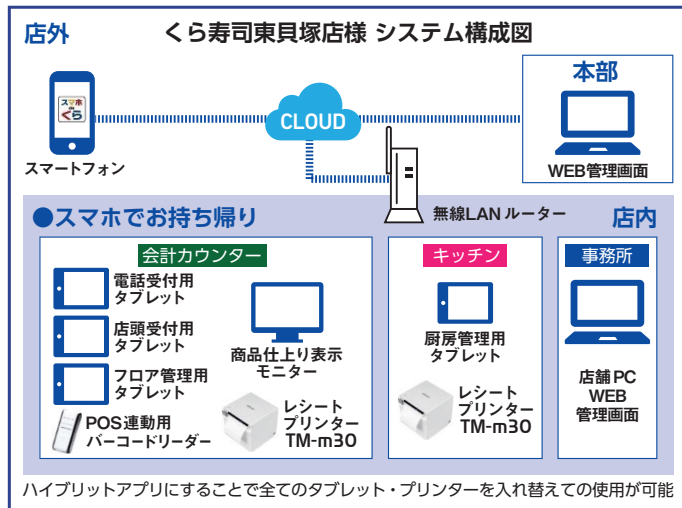 店外
くら寿司東貝塚店様 システム構成図
スマホ
de
くら
スマートフォン
CLOUD
本部
WEB管理画面
無線LANルーター
●スマホでお持ち帰り
店内
会計カウンター
電話受付用
タブレット
店頭受付用
タブレット
フロア管理用
タブレット
POS連動用
バーコードリーダー
商品仕上り表示
モニター
レシート
プリンター
TM-m30
キッチン
厨房管理用
タブレット
レシート
プリンター
TM-m30
事務所
店舗PC
WEB
管理画面
ハイブリットアプリにすることで全てのタブレット・プリンターを入れ替えての使用が可能